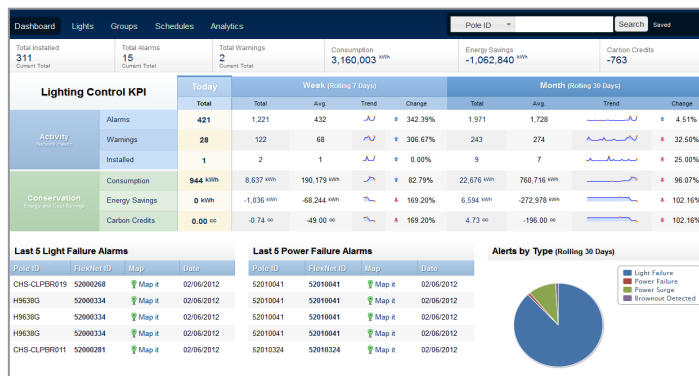 Dashboard Lights Groups Schedules Analytics Pole ID Search Saved
Total Installed Total Alarms Total Warnings Consumption Energy Savings Carbon Credits
311 15 2 3,160,003 kWh -1,062,840 kWh -763
Current Total Current Total Current Total
Lighting Control KPI Today Week (Rolling 7 Days) Month (Rolling 30 Days)
Total Total Avg. Trend Change Total Avg. Trend Change
Activity
Network Health
Alarms 421 1,221 432 342.39% 1,971 1,728 4.51%
Warnings 28 122 68 306.67% 243 274 32.50%
Installed 1 2 1 0.00% 9 7 25.00%
Conservation
Energy and Cost Savings
Consumption 944 kWh 8,637 kWh 190,179 kWh 82.79% 22,676 kWh 760,716 kWh 96.07%
Energy Savings 0 kWh -1,036 kWh -68,244 kWh 169.20% 6,594 kWh -272,978 kWh 102.16%
Carbon Credits 0.00 cc -0.74 cc -49.00 cc 169.20% 4.73 cc -196.00 cc 102.16%
Last 5 Light Failure Alarms
Pole ID FlexNet ID Map Date
CHS-CLPBR019 52000268 Map it 02/06/2012
H9638G 52000334 Map it 02/06/2012
H9638G 52000334 Map it 02/06/2012
H9638G 52000334 Map it 02/06/2012
CHS-CLPBR011 52000281 Map it 02/06/2012
Last 5 Power Failure Alarms
Pole ID FlexNet ID Map Date
52010041 52010041 Map it 02/06/2012
52010041 52010041 Map it 02/06/2012
52010041 52010041 Map it 02/06/2012
52010041 52010041 Map it 02/06/2012
52010324 52010324 Map it 02/06/2012
Alerts by Type (Rolling 30 Days)
Light Failure
Power Failure
Power Surge
Brownout Detected